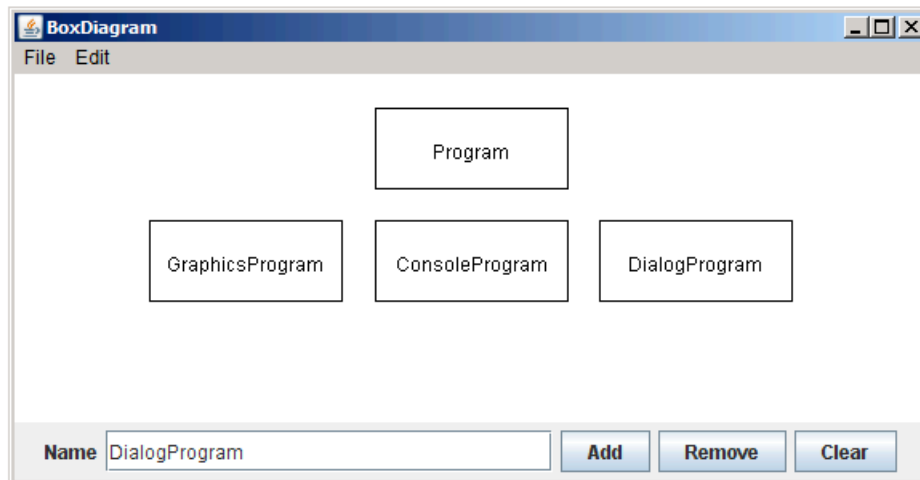 BoxDiagram
File Edit
Program
GraphicsProgram ConsoleProgram DialogProgram
Name DialogProgram Add Remove Clear